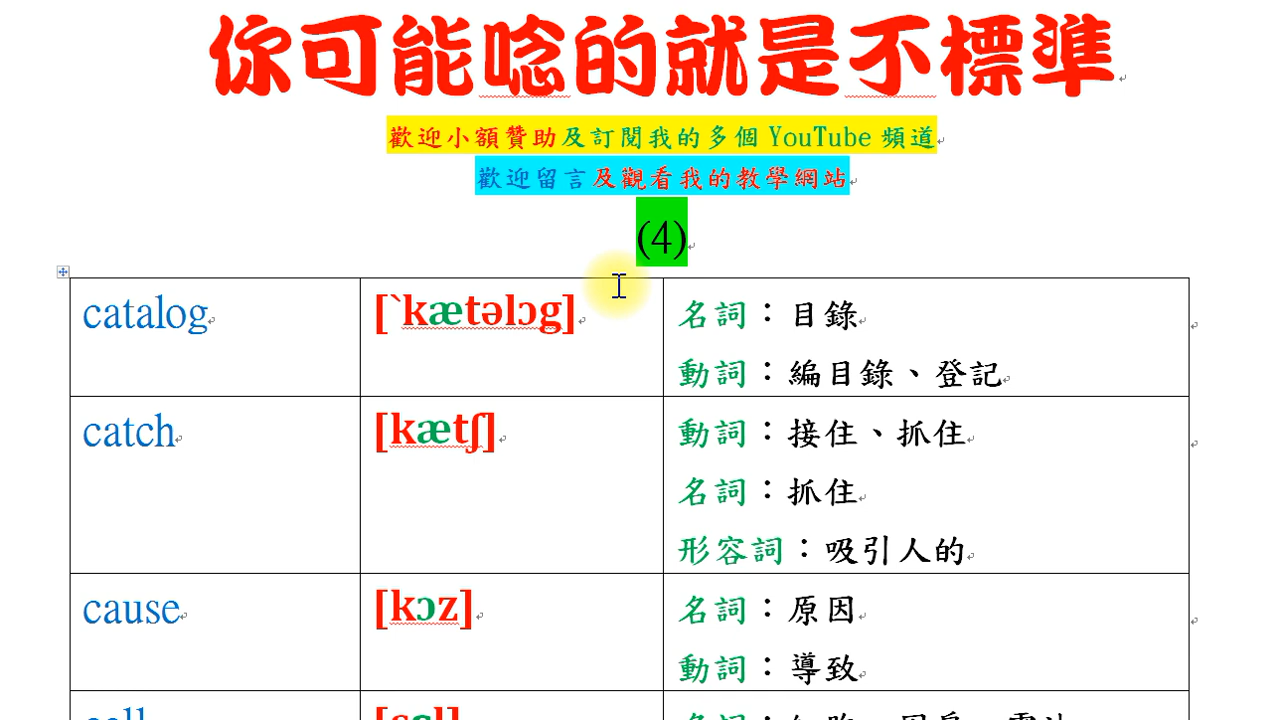 你可能唸的就是不標準
歡迎小額贊助及訂閱我的多個 YouTube 頻道
歡迎留言及觀看我的教學網站
(4)
catalog [ˋkætəlɔg] 名詞：目錄
動詞：編目錄、登記
catch [kætʃ] 動詞：接住、抓住
名詞：抓住
形容詞：吸引人的
cause [kɔz] 名詞：原因
動詞：導致